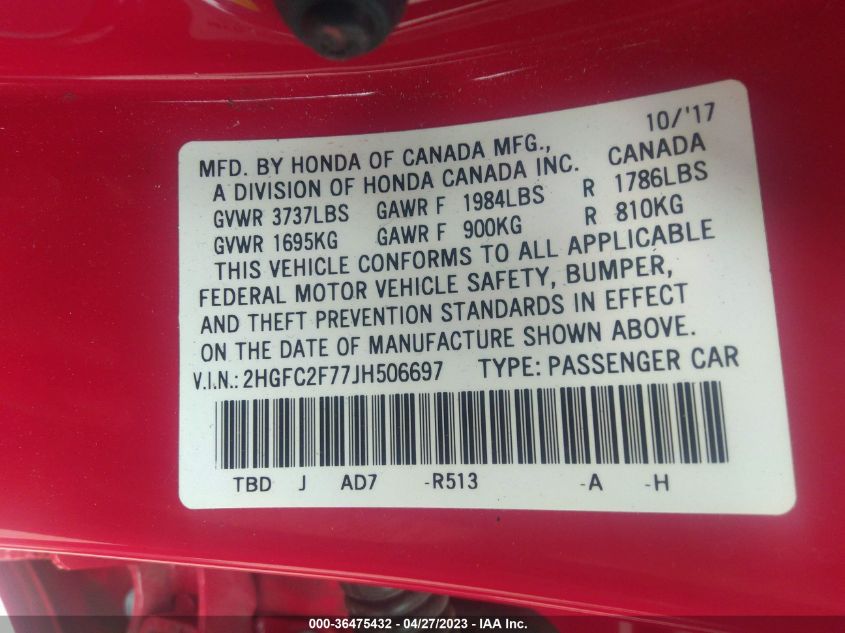 10/'17
MFD. BY HONDA OF CANADA MFG.,
A DIVISION OF HONDA CANADA INC. CANADA
GVWR 3737LBS GAWR F 1984LBS R 1786LBS
GVWR 1695KG GAWR F 900KG R 810KG
THIS VEHICLE CONFORMS TO ALL APPLICABLE
FEDERAL MOTOR VEHICLE SAFETY, BUMPER,
AND THEFT PREVENTION STANDARDS IN EFFECT
ON THE DATE OF MANUFACTURE SHOWN ABOVE.
V.I.N.: 2HGFC2F77JH506697 TYPE: PASSENGER CAR
TBD J AD7 -R513 -A -H
000-36475432 - 04/27/2023 - IAA Inc.